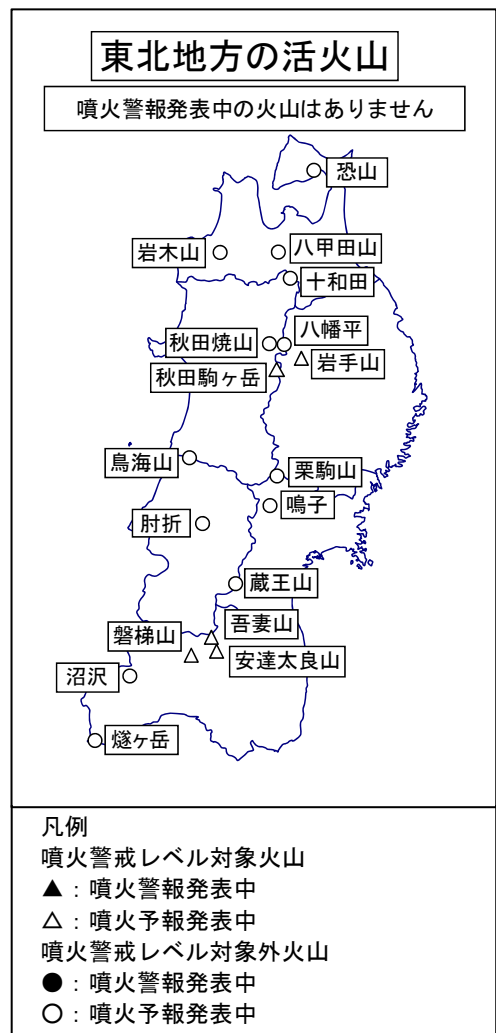 東北地方の活火山
噴火警報発表中の火山はありません
恐山
岩木山
八甲田山
十和田
秋田焼山
八幡平
秋田駒ヶ岳
岩手山
鳥海山
栗駒山
鳴子
肘折
蔵王山
吾妻山
磐梯山
安達太良山
沼沢
燧ヶ岳
凡例
噴火警戒レベル対象火山
▲:噴火警報発表中
△:噴火予報発表中
噴火警戒レベル対象外火山
●:噴火警報発表中
○:噴火予報発表中